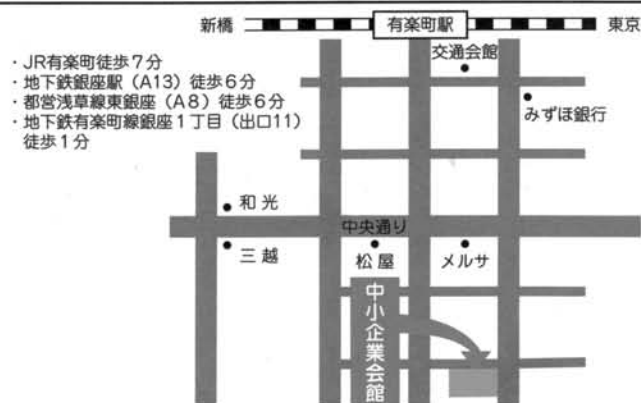 新橋
有楽町駅
東京
・JR有楽町徒歩7分
・地下鉄銀座駅（A13）徒歩6分
・都営浅草線東銀座（A8）徒歩6分
・地下鉄有楽町線銀座1丁目（出口11）
徒歩1分
交通会館
みずほ銀行
和光
中央通り
三越
松屋
メルサ
中小企業会館